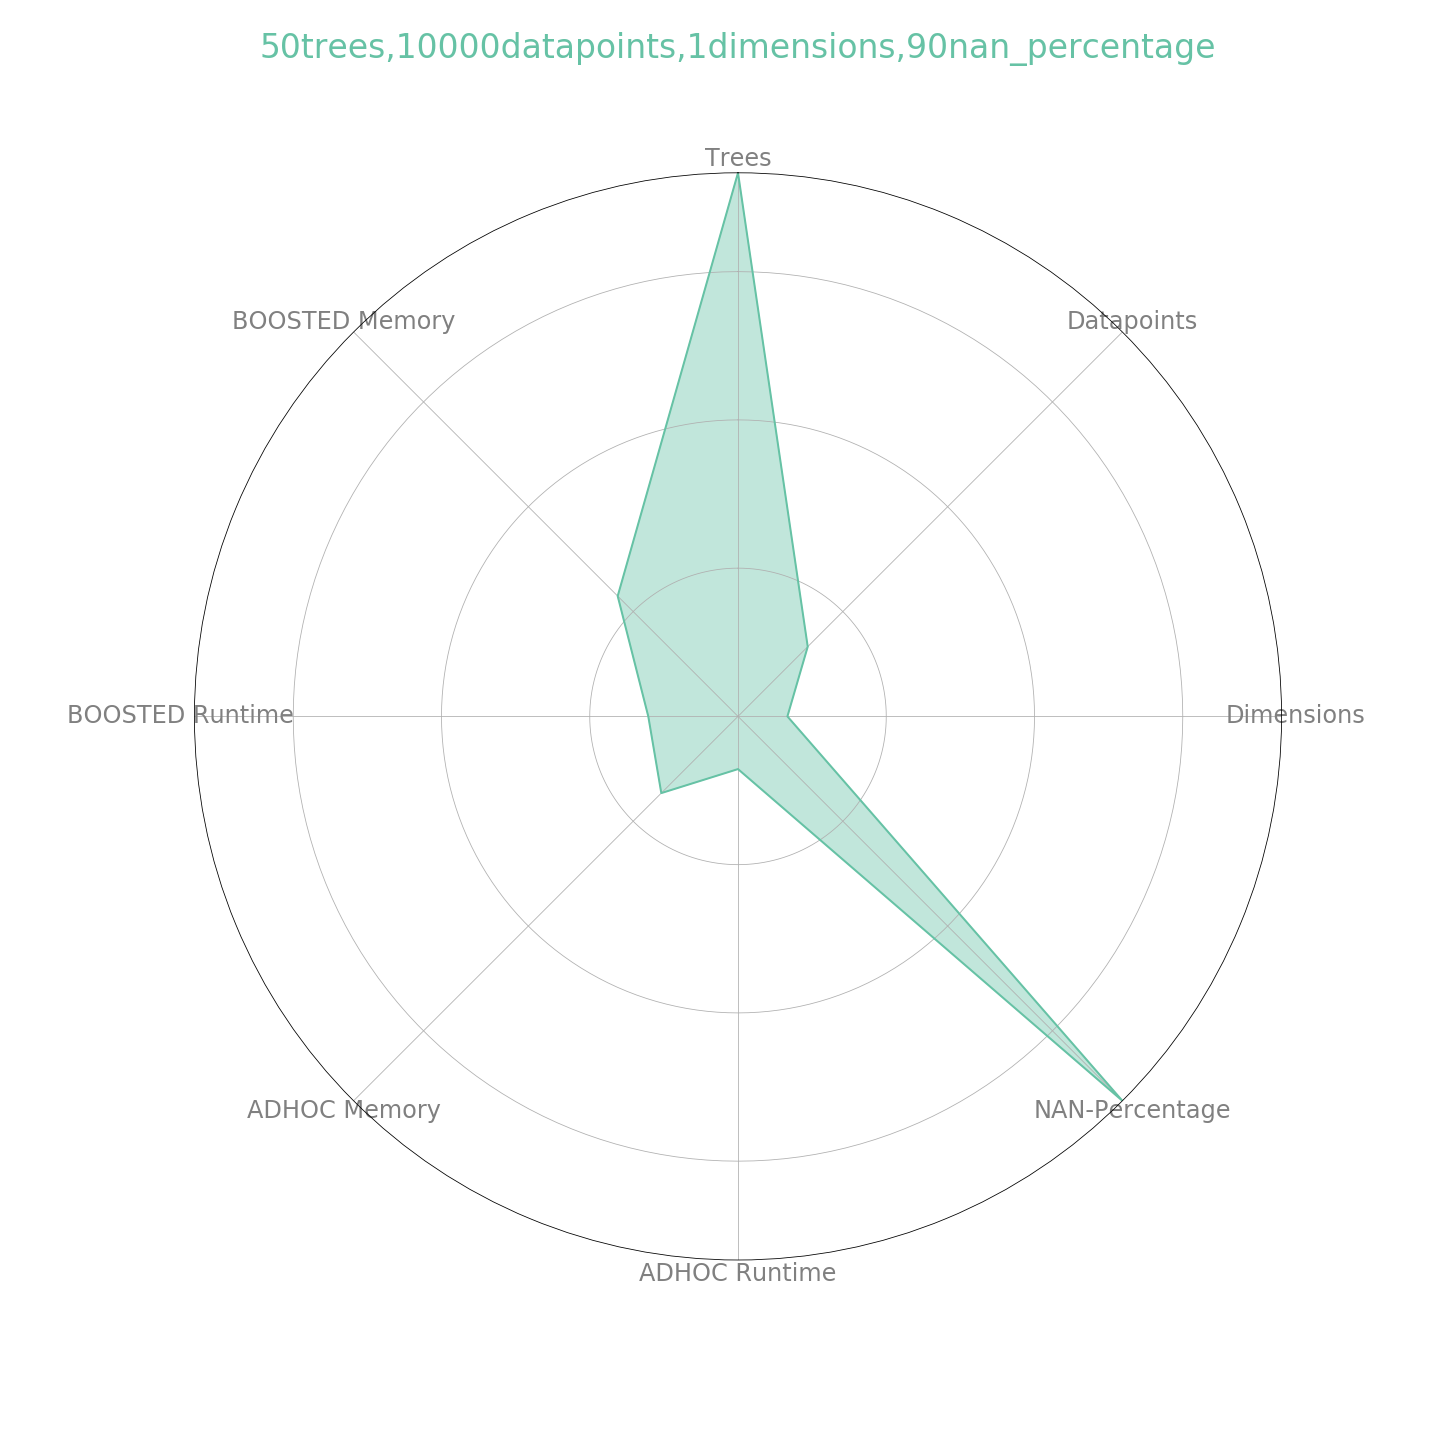 50trees,10000datapoints,1dimensions,90nan_percentage
Trees
BOOSTED Memory
Datapoints
BOOSTED Runtime
Dimensions
ADHOC Memory
NAN-Percentage
ADHOC Runtime